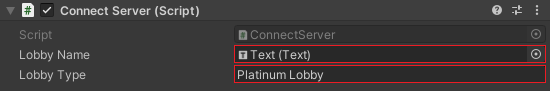 Connect Server (Script)
Script ConnectServer
Lobby Name Text (Text)
Lobby Type Platinum Lobby